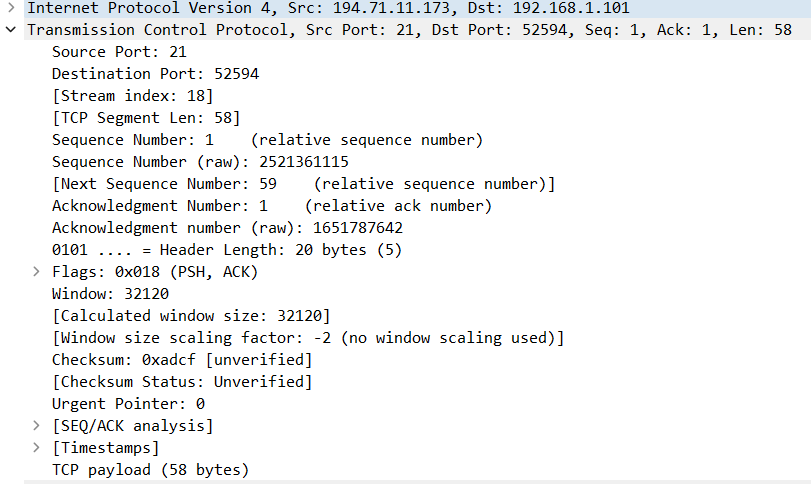 Internet Protocol Version 4, Src: 194.71.11.173, Dst: 192.168.1.101
Transmission Control Protocol, Src Port: 21, Dst Port: 52594, Seq: 1, Ack: 1, Len: 58
Source Port: 21
Destination Port: 52594
[Stream index: 18]
[TCP Segment Len: 58]
Sequence Number: 1    (relative sequence number)
Sequence Number (raw): 2521361115
[Next Sequence Number: 59    (relative sequence number)]
Acknowledgment Number: 1    (relative ack number)
Acknowledgment number (raw): 1651787642
0101 .... = Header Length: 20 bytes (5)
Flags: 0x018 (PSH, ACK)
Window: 32120
[Calculated window size: 32120]
[Window size scaling factor: -2 (no window scaling used)]
Checksum: 0xadcf [unverified]
[Checksum Status: Unverified]
Urgent Pointer: 0
[SEQ/ACK analysis]
[Timestamps]
TCP payload (58 bytes)